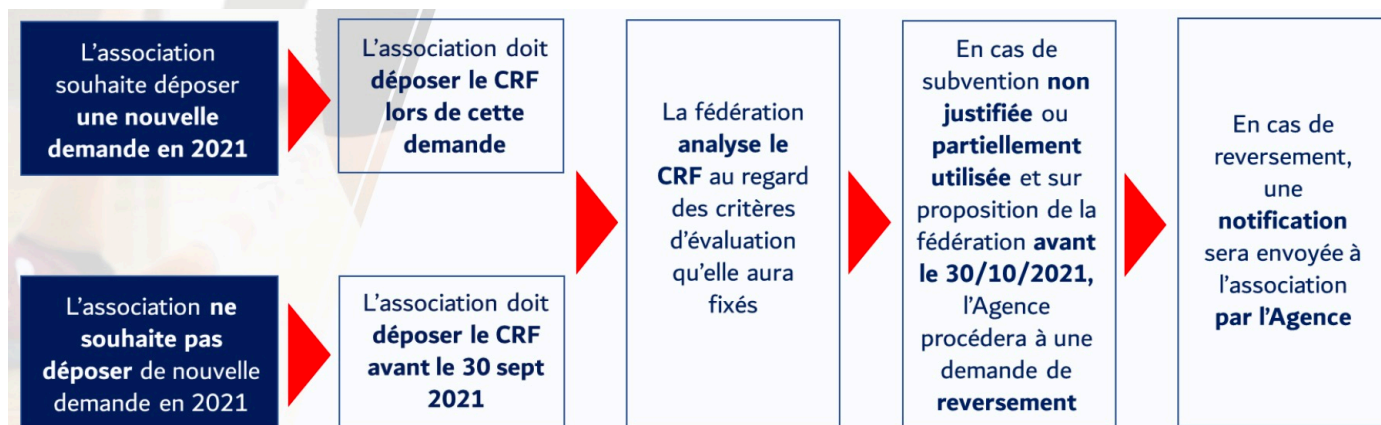 L'association
souhaite déposer
une nouvelle
demande en 2021
L'association doit
déposer le CRF
lors de cette
demande
L'association ne
souhaite pas
déposer de nouvelle
demande en 2021
L'association doit
déposer le CRF
avant le 30 sept
2021
La fédération
analyse le
CRF au regard
des critères
d'évaluation
qu'elle aura
fixés
En cas de
subvention non
justifiée ou
partiellement
utilisée et sur
proposition de la
fédération avant
le 30/10/2021,
l'Agence
procédera à une
demande de
reversement
En cas de
reversement,
une
notification
sera envoyée à
l'association
par l'Agence